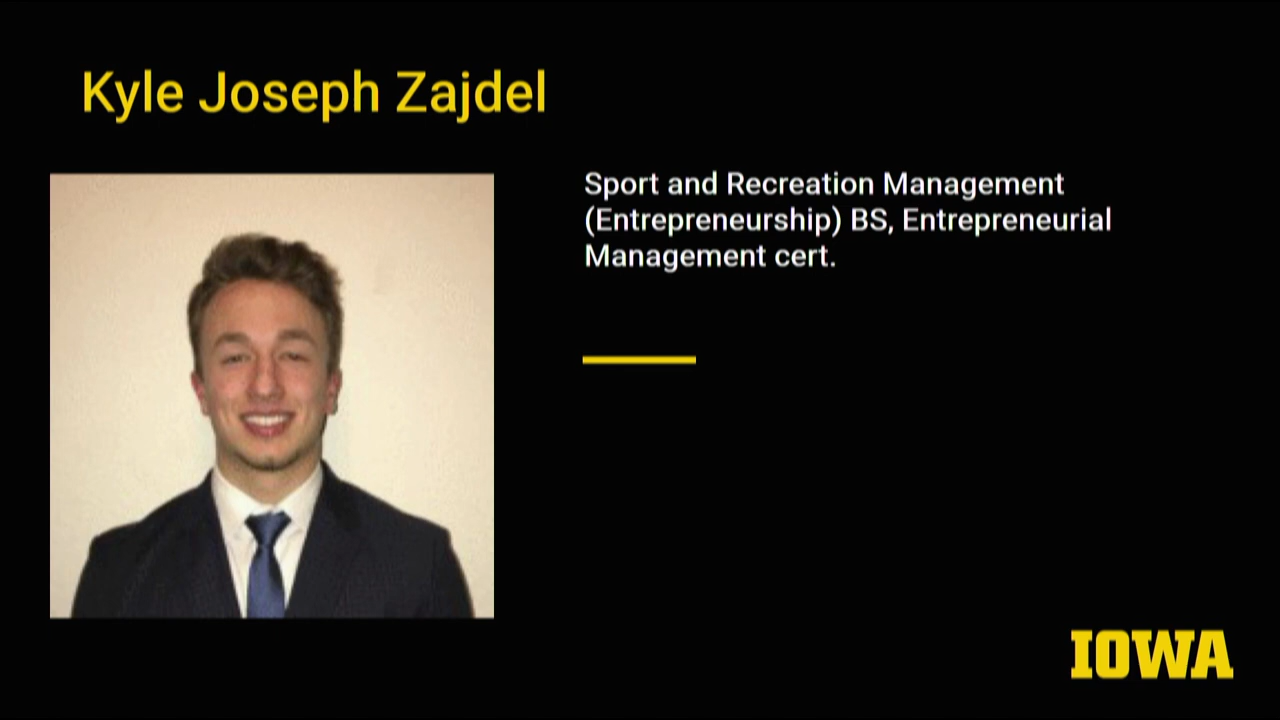 Kyle Joseph Zajdel
Sport and Recreation Management
(Entrepreneurship) BS, Entrepreneurial
Management cert.
IOWA